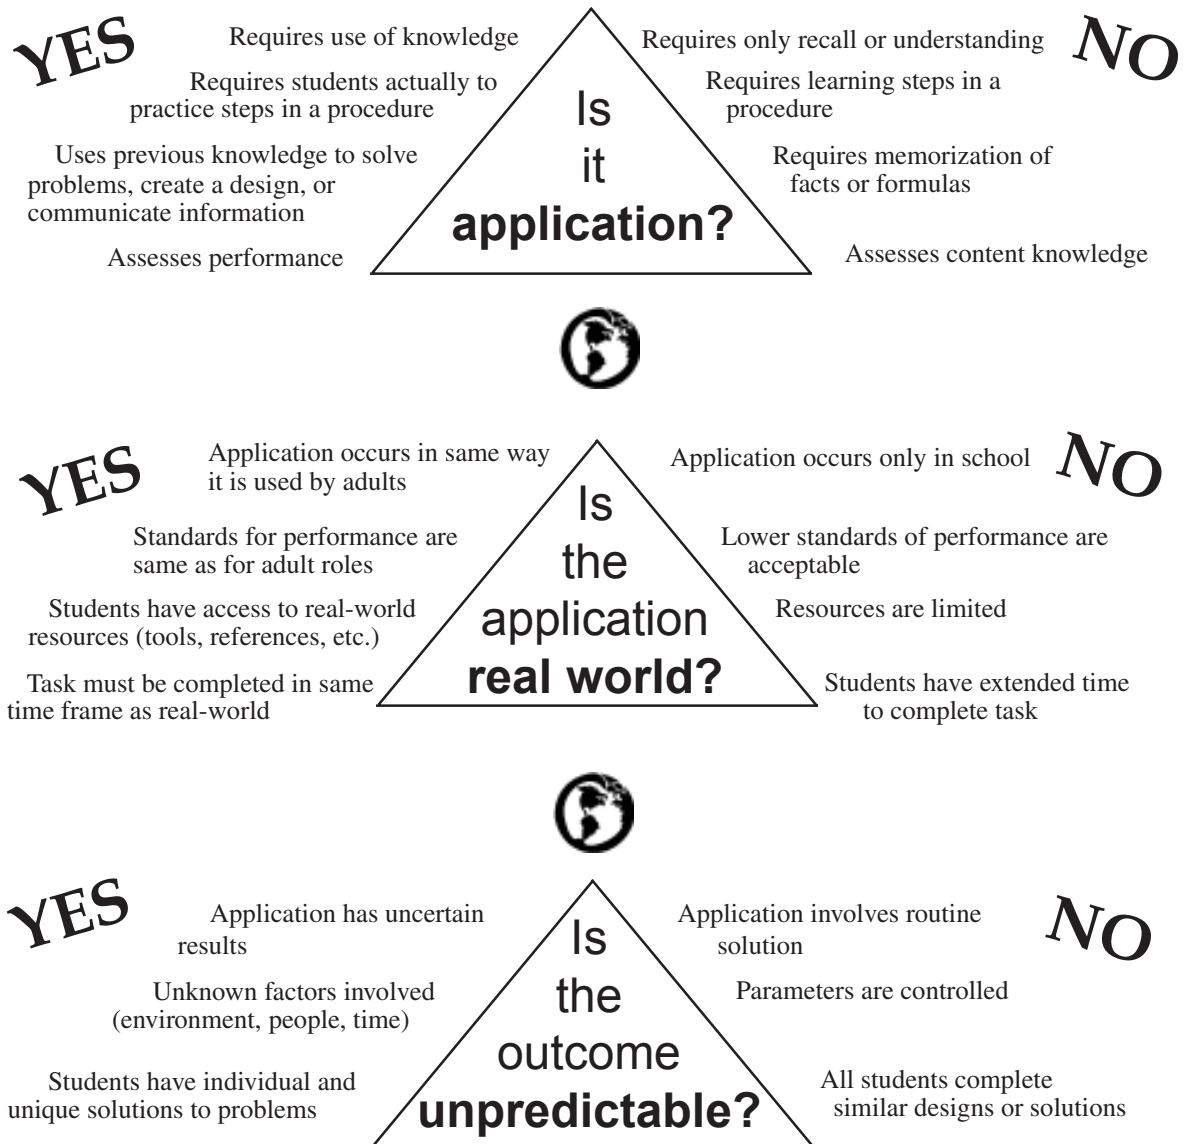 YES
Requires use of knowledge
Requires students actually to
practice steps in a procedure
Uses previous knowledge to solve
problems, create a design, or
communicate information
Assesses performance
Is
it
application?
NO
Requires only recall or understanding
Requires learning steps in a
procedure
Requires memorization of
facts or formulas
Assesses content knowledge
YES
Application occurs in same way
it is used by adults
Standards for performance are
same as for adult roles
Students have access to real-world
resources (tools, references, etc.)
Task must be completed in same
time frame as real-world
Is
the
application
real world?
NO
Application occurs only in school
Lower standards of performance are
acceptable
Resources are limited
Students have extended time
to complete task
YES
Application has uncertain
results
Unknown factors involved
(environment, people, time)
Students have individual and
unique solutions to problems
Is
the
outcome
unpredictable?
NO
Application involves routine
solution
Parameters are controlled
All students complete
similar designs or solutions